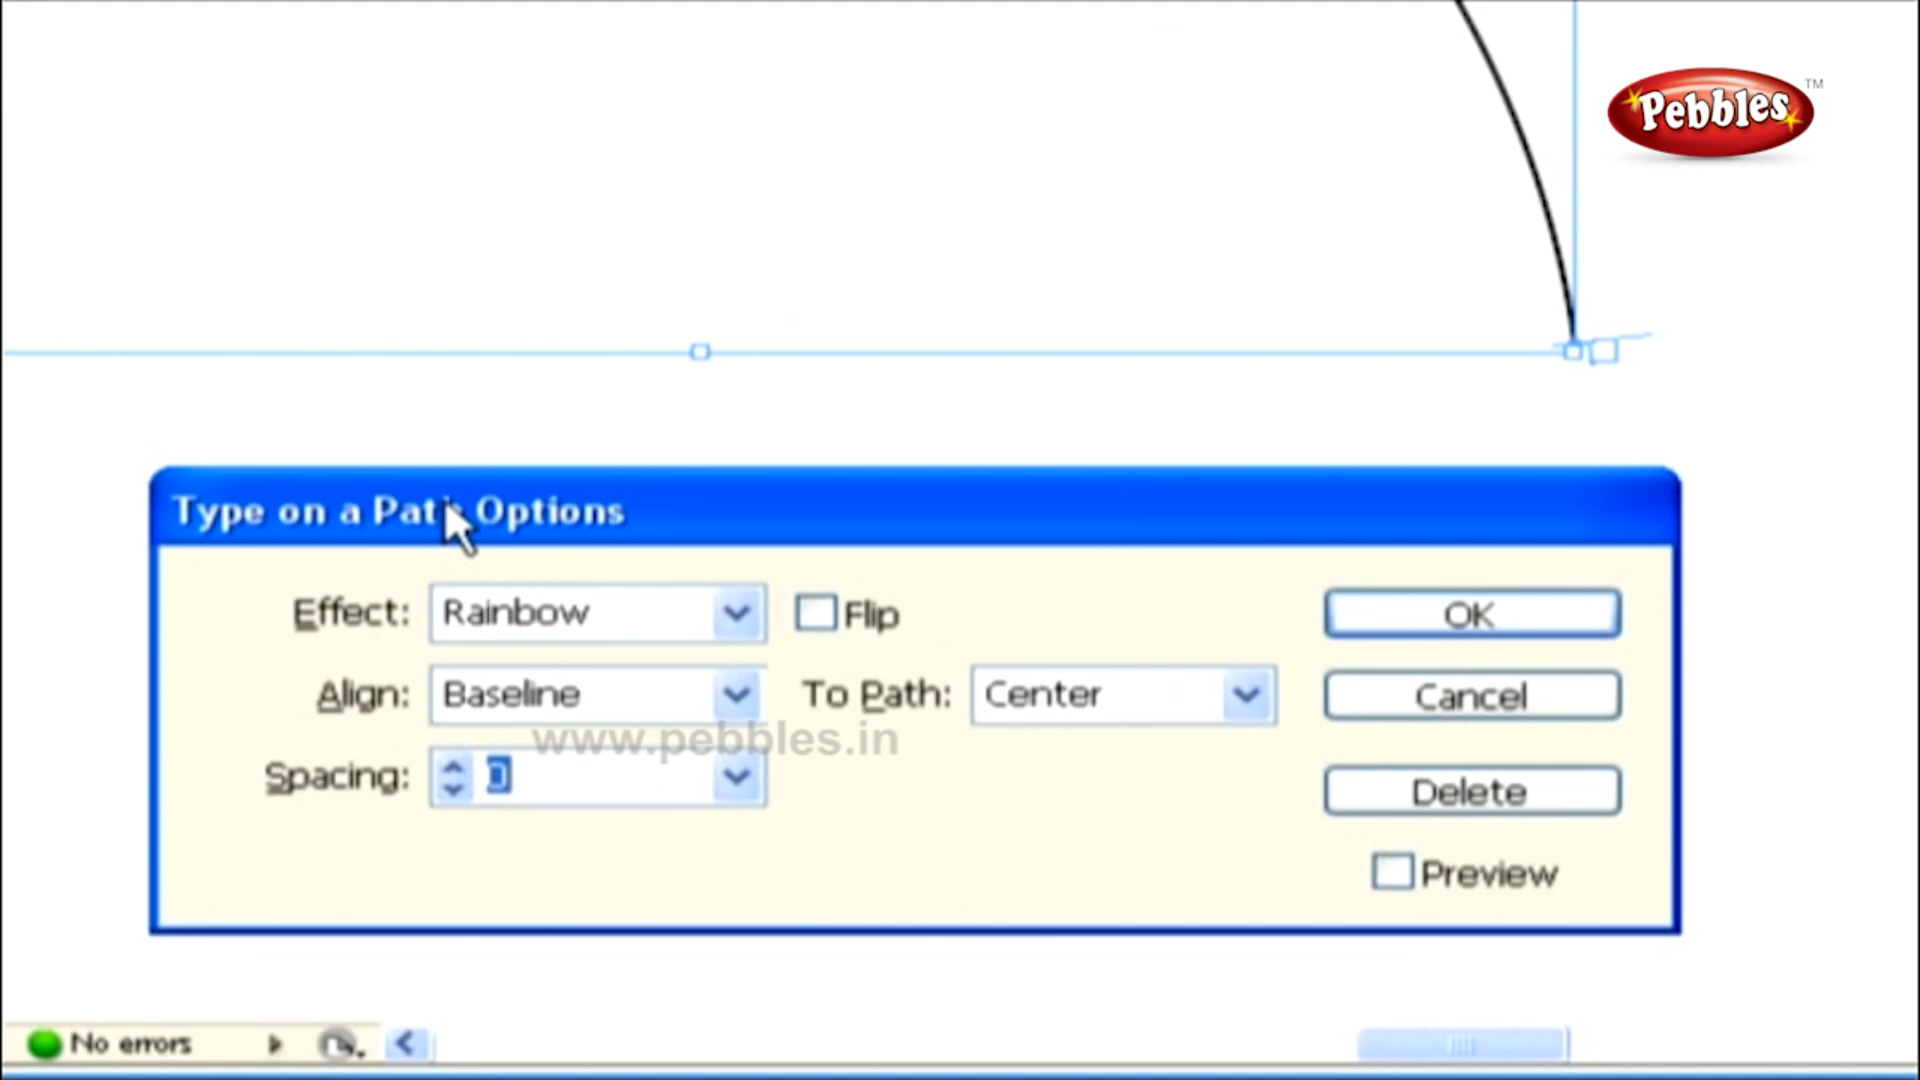 Pebbles TM
Type on a Path Options
Effect: Rainbow Flip OK
Align: Baseline To Path: Center Cancel
www.pebbles.in
Spacing: Delete
Preview
No errors